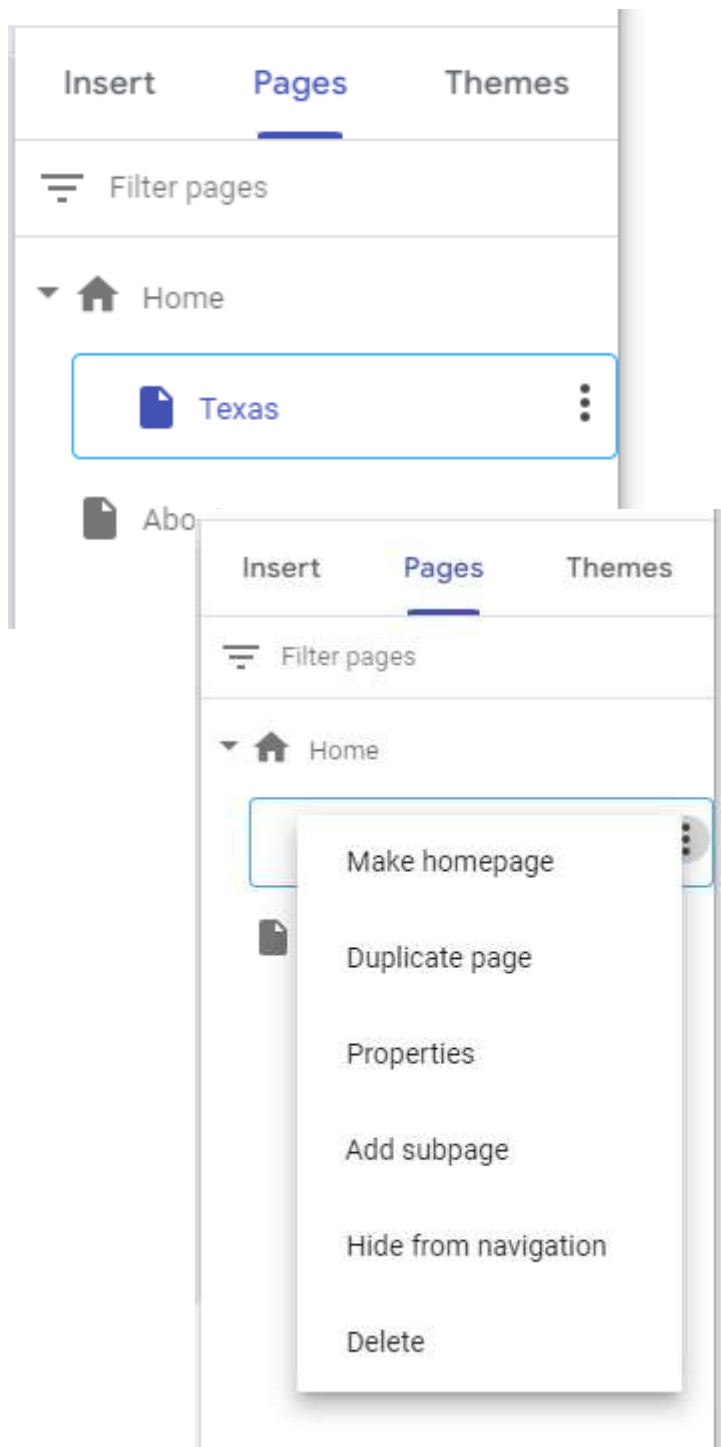 Insert Pages Themes
Filter pages
Home
Texas
Abo
Insert Pages Themes
Filter pages
Home
Make homepage
Duplicate page
Properties
Add subpage
Hide from navigation
Delete